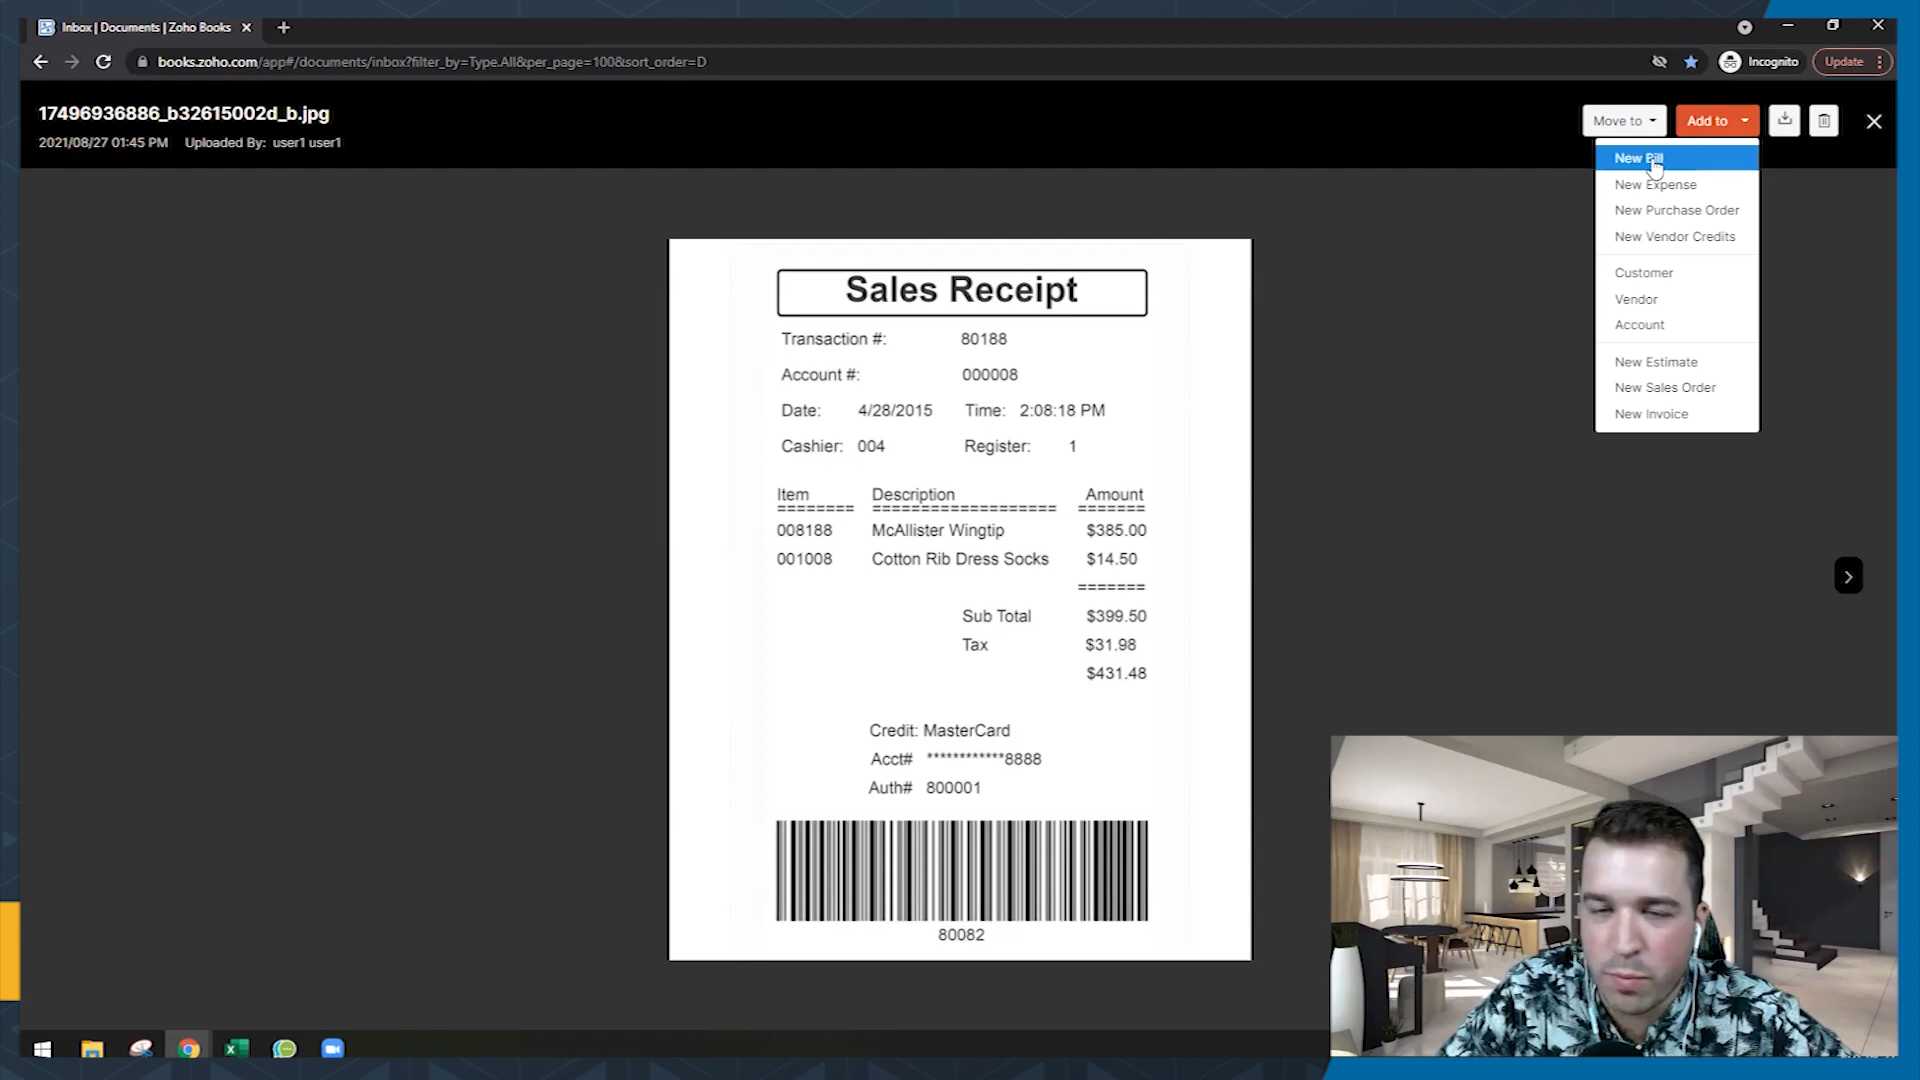 Inbox | Documents | Zoho Books
books.zoho.com/app#/documents/inbox?filter_by=Type.All&per_page=100&sort_order=D
Incognito
Update
17496936886_b32615002d_b.jpg
2021/08/27 01:45 PM Uploaded By: user1 user1
Move to
Add to
New Bill
New Expense
New Purchase Order
New Vendor Credits
Customer
Vendor
Account
New Estimate
New Sales Order
New Invoice
Sales Receipt
Transaction #: 80188
Account #: 000008
Date: 4/28/2015 Time: 2:08:18 PM
Cashier: 004 Register: 1
Item Description Amount
======== =================== =======
008188 McAllister Wingtip $385.00
001008 Cotton Rib Dress Socks $14.50
=======
Sub Total $399.50
Tax $31.98
$431.48
Credit: MasterCard
Acct# ************8888
Auth# 800001
80082